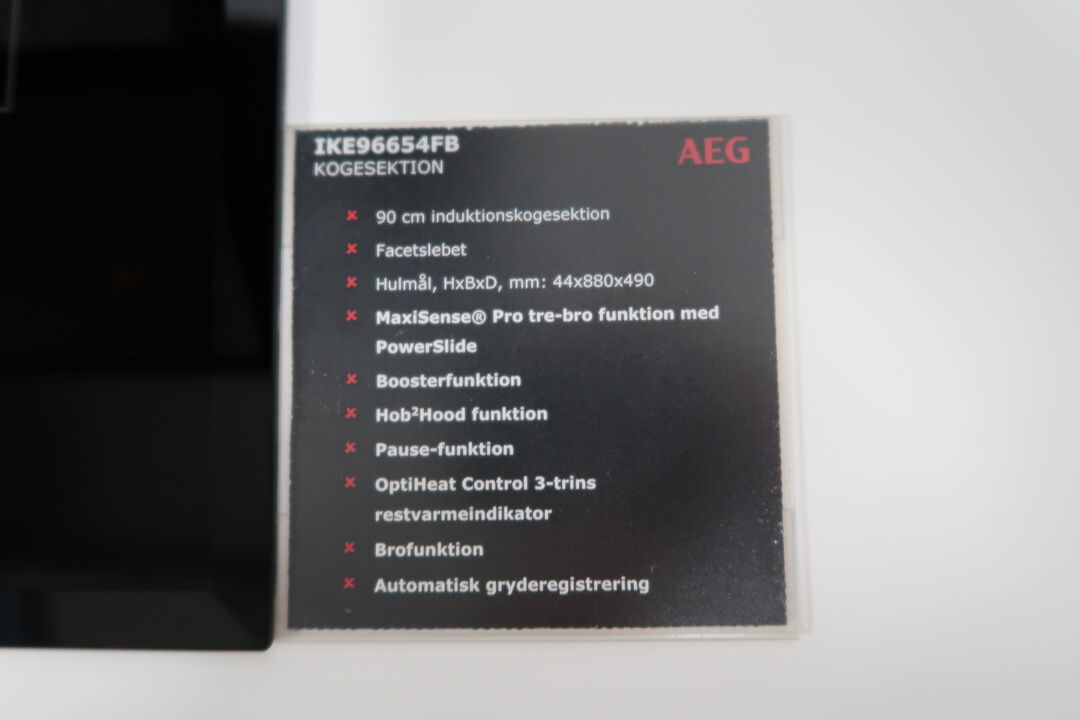 IKE96654FB
AEG
KOGESEKTION
90 cm induktionskogesektion
Facetslebet
Hulmål, HxBxD, mm: 44x880x490
MaxiSense® Pro tre-bro funktion med
PowerSlide
Boosterfunktion
Hob²Hood funktion
Pause-funktion
OptiHeat Control 3-trins
restvarmeindikator
Brofunktion
Automatisk gryderegistrering